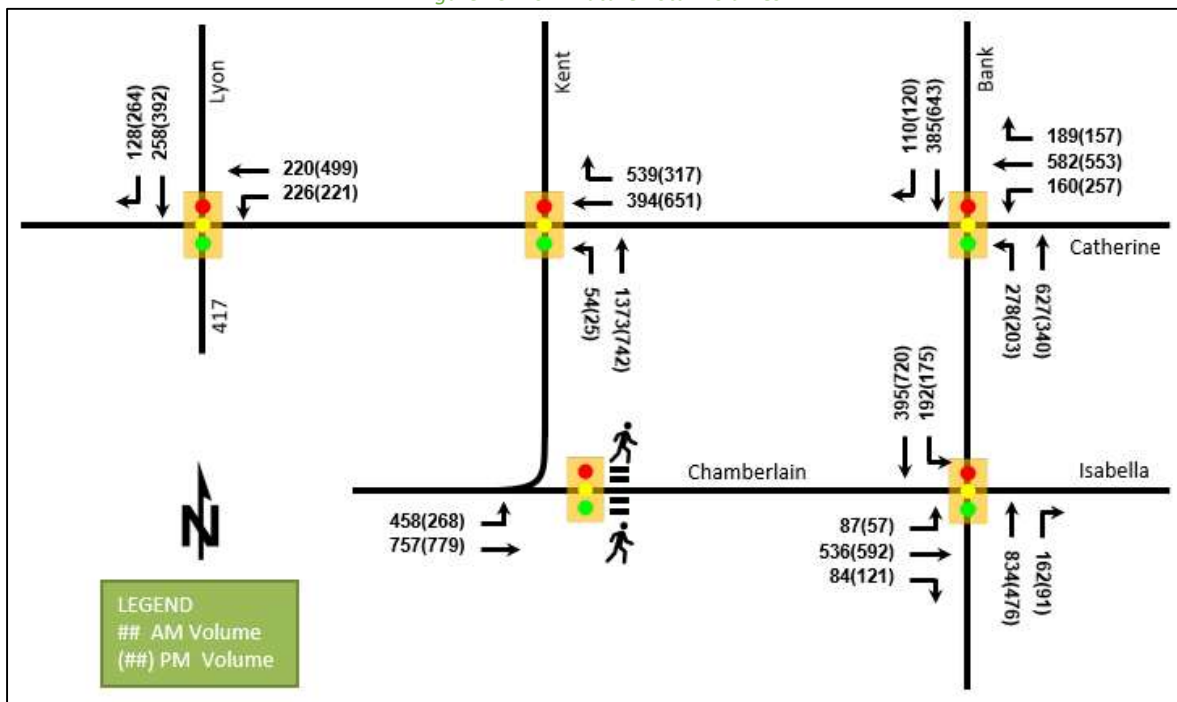 Lyon
Kent
Bank
128(264)
258(392)
220(499)
226(221)
539(317)
394(651)
110(120)
385(643)
189(157)
582(553)
160(257)
Catherine
417
54(25)
1373(742)
278(203)
627(340)
395(720)
192(175)
Chamberlain
Isabella
458(268)
757(779)
87(57)
536(592)
84(121)
834(476)
162(91)
N
LEGEND
## AM Volume
(##) PM Volume